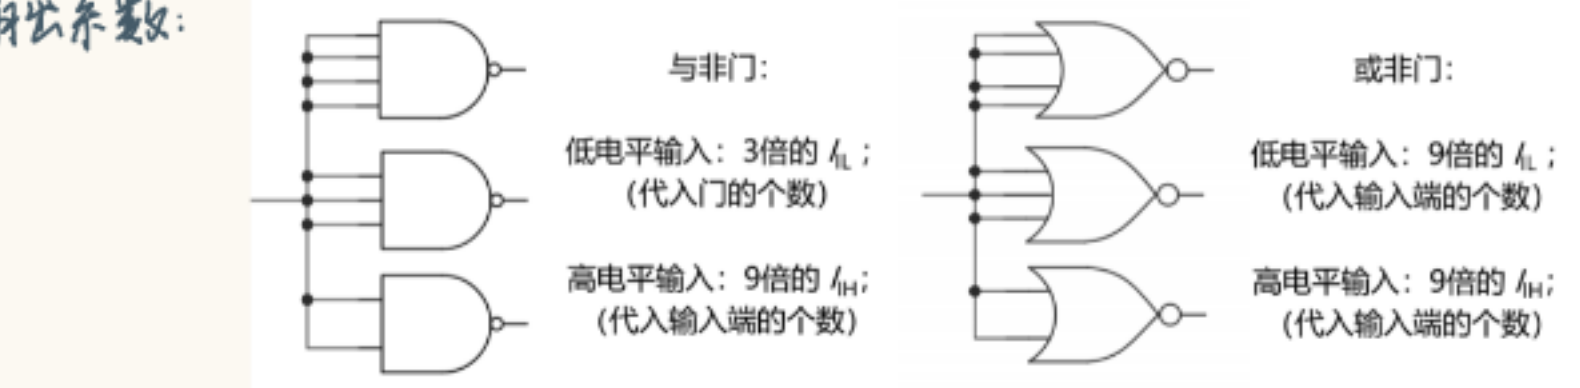 出系数:
与非门:
低电平输入: 3倍的 IIL ;
(代入门的个数)
高电平输入: 9倍的 IIH;
(代入输入端的个数)
或非门:
低电平输入: 9倍的 IIL ;
(代入输入端的个数)
高电平输入: 9倍的 IIH;
(代入输入端的个数)